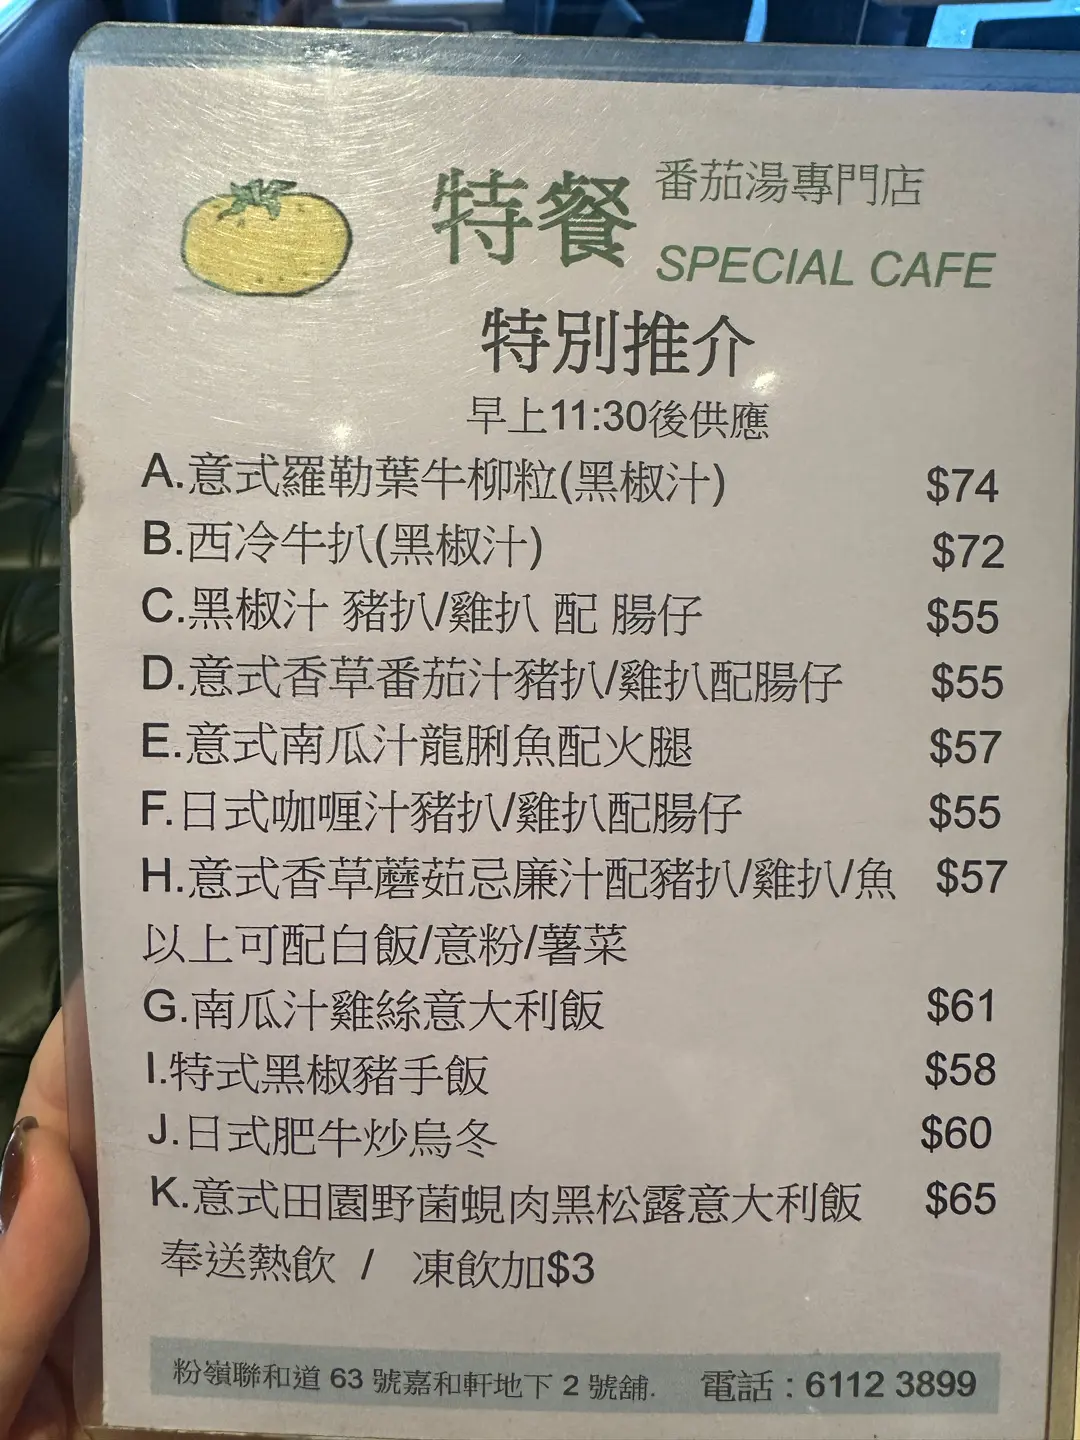 特餐 番茄湯專門店
SPECIAL CAFE
特別推介
早上11:30後供應
A.意式羅勒葉牛柳粒(黑椒汁) $74
B.西冷牛扒(黑椒汁) $72
C.黑椒汁 豬扒/雞扒 配 腸仔 $55
D.意式香草番茄汁豬扒/雞扒配腸仔 $55
E.意式南瓜汁龍脷魚配火腿 $57
F.日式咖喱汁豬扒/雞扒配腸仔 $55
H.意式香草蘑茹忌廉汁配豬扒/雞扒/魚 $57
以上可配白飯/意粉/薯菜
G.南瓜汁雞絲意大利飯 $61
I.特式黑椒豬手飯 $58
J.日式肥牛炒烏冬 $60
K.意式田園野菌蜆肉黑松露意大利飯 $65
奉送熱飲 / 凍飲加$3
粉嶺聯和道 63 號嘉和軒地下 2 號舖. 電話 : 6112 3899